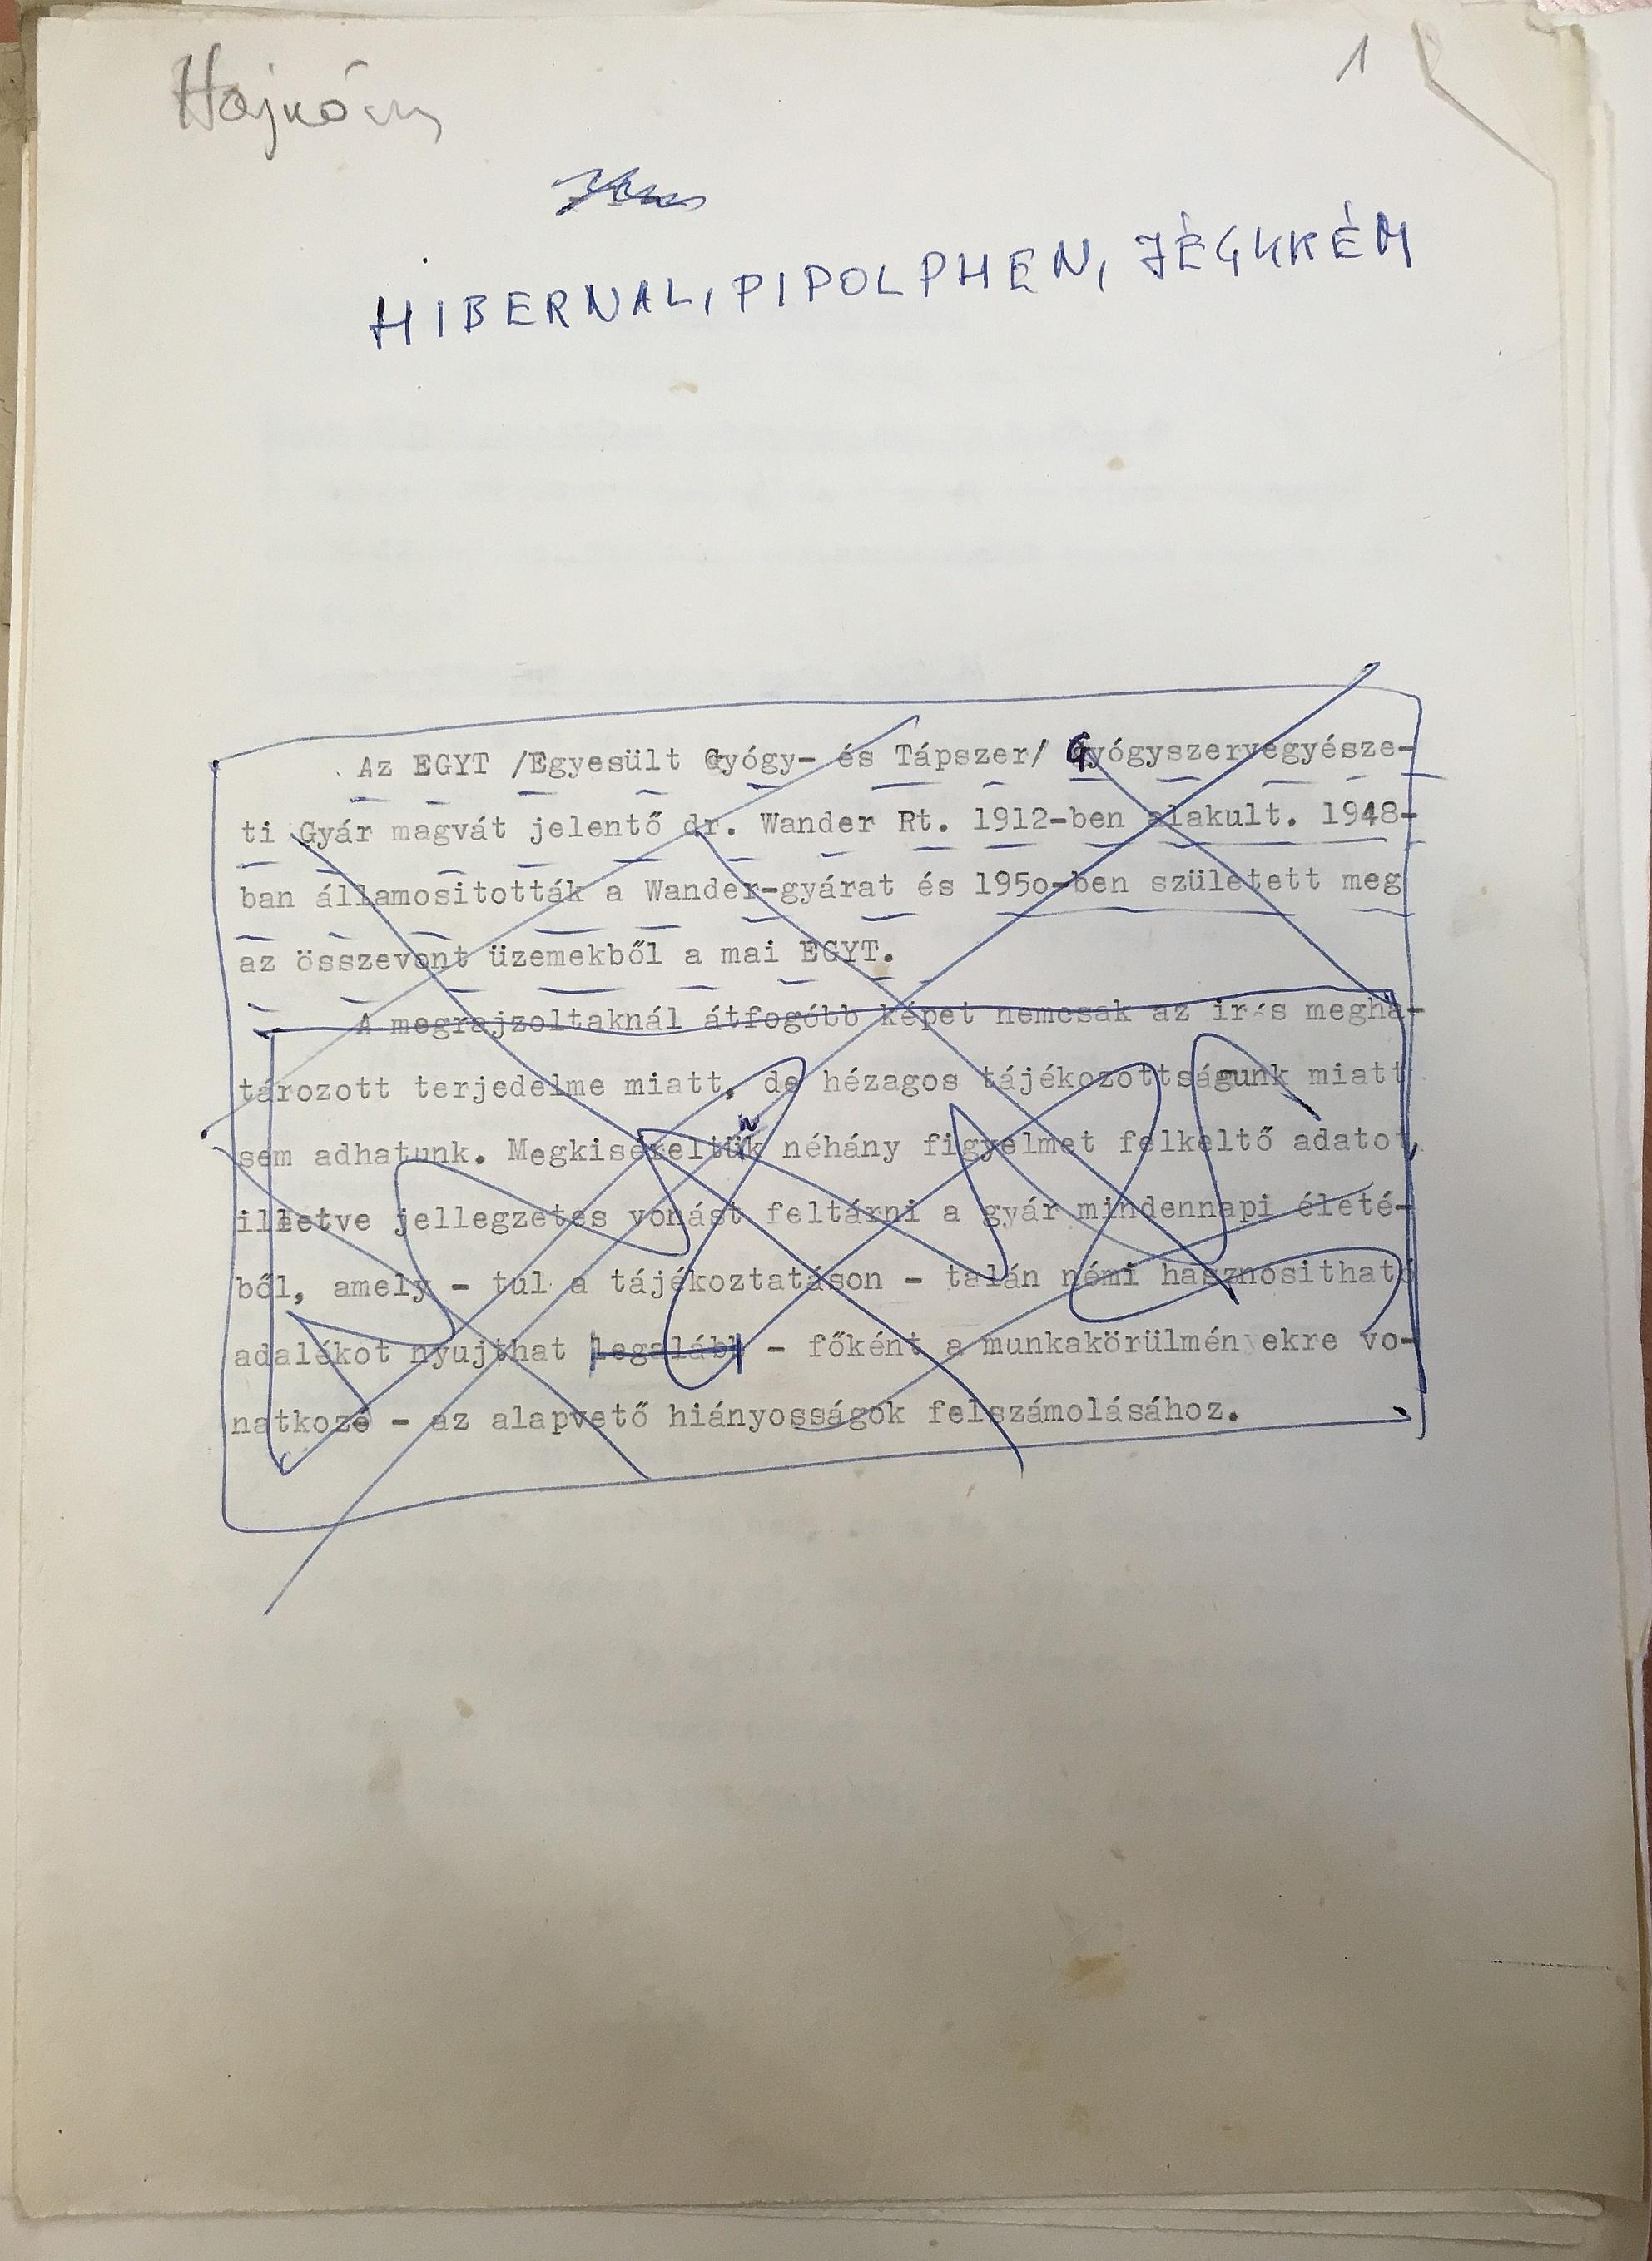 1
HIBERNAL, PIPOLPHEN, JÉGKRÉM
Az EGYT /Egyesült Gyógy- és Tápszer/ Gyógyszervegyésze-
ti Gyár magvát jelentő dr. Wander Rt. 1912-ben alakult. 1948-
ban államositották a Wander-gyárat és 195o-ben született meg
az összevont üzemekből a mai EGYT.
A megrajzoltaknál átfogóbb képet nemcsak az irás meghа-
tározott terjedelme miatt, de hézagos tájékozottságunk miatt
sem adhatunk. Megkiséreltük néhány figyelmet felkeltő adatot,
illetve jellegzetes vonást feltárni a gyár mindennapi életé-
ből, amely - tul a tájékoztatáson - talán némi hasznositható
adalékot nyujthat legalább - főként a munkakörülményekre vo-
natkozó - az alapvető hiányosságok felszámolásához.